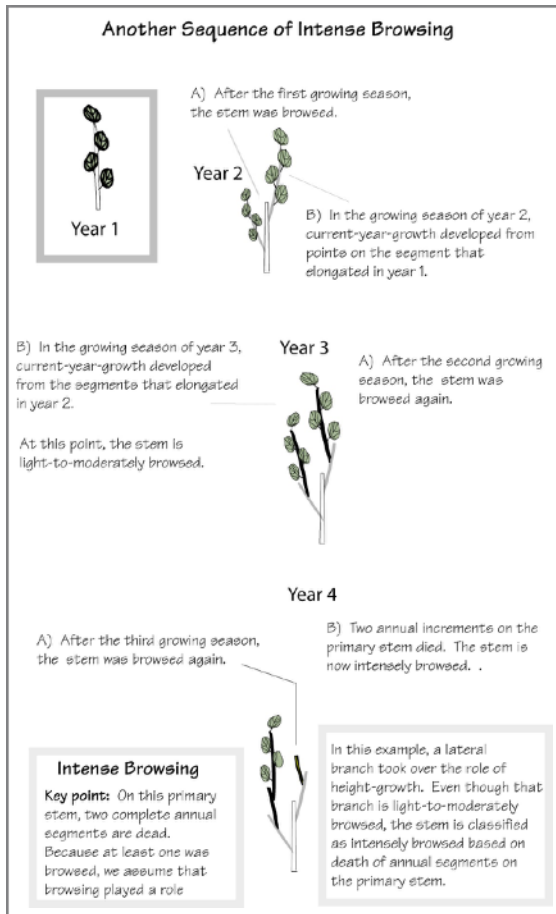 Another Sequence of Intense Browsing
Year 1
A) After the first growing season,
the stem was browsed.
Year 2
B) In the growing season of year 2,
current-year-growth developed from
points on the segment that
elongated in year 1.
B) In the growing season of year 3,
current-year-growth developed
from the segments that elongated
in year 2.
At this point, the stem is
light-to-moderately browsed.
Year 3
A) After the second growing
season, the stem was
browsed again.
Year 4
A) After the third growing season,
the stem was browsed again.
B) Two annual increments on the
primary stem died. The stem is
now intensely browsed. .
Intense Browsing
Key point: On this primary
stem, two complete annual
segments are dead.
Because at least one was
browsed, we assume that
browsing played a role
In this example, a lateral
branch took over the role of
height-growth. Even though that
branch is light-to-moderately
browsed, the stem is classified
as intensely browsed based on
death of annual segments on
the primary stem.